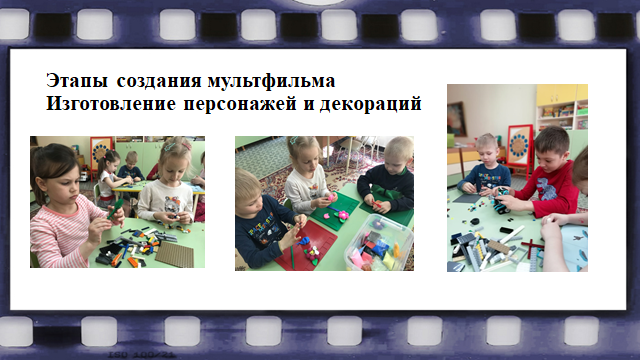 Этапы создания мультфильма
Изготовление персонажей и декораций